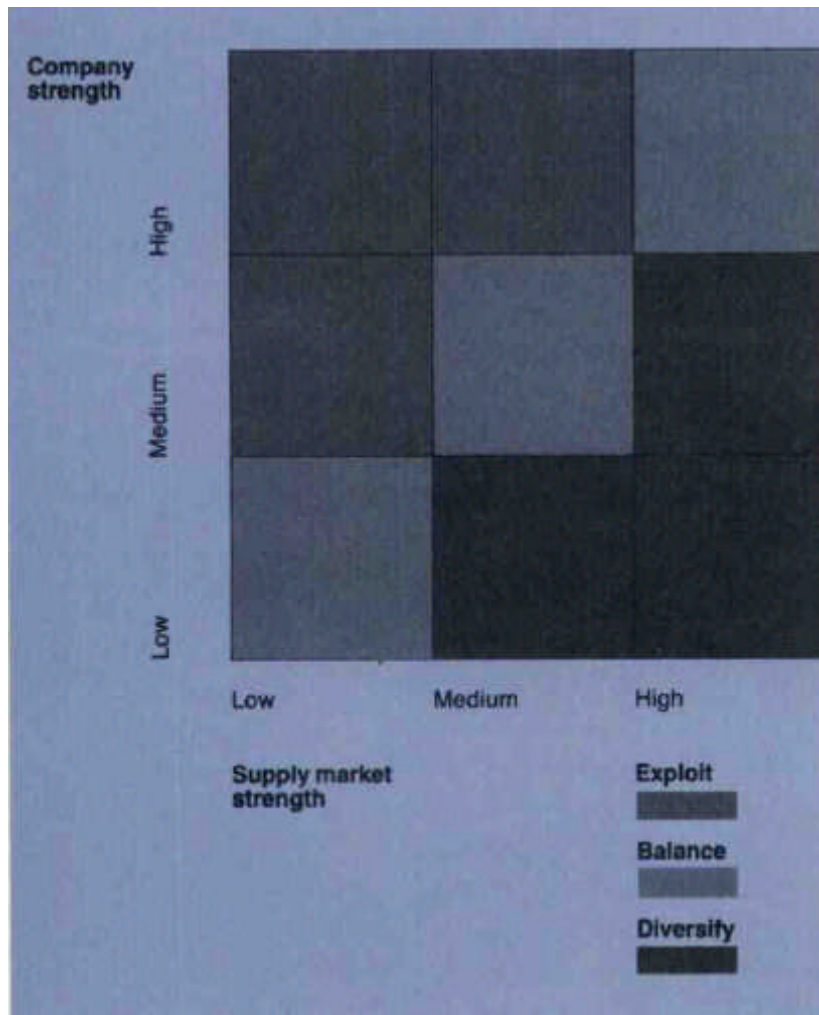 Company
strength
High
Medium
Low
Low
Medium
High
Supply market
strength
Exploit
Balance
Diversify